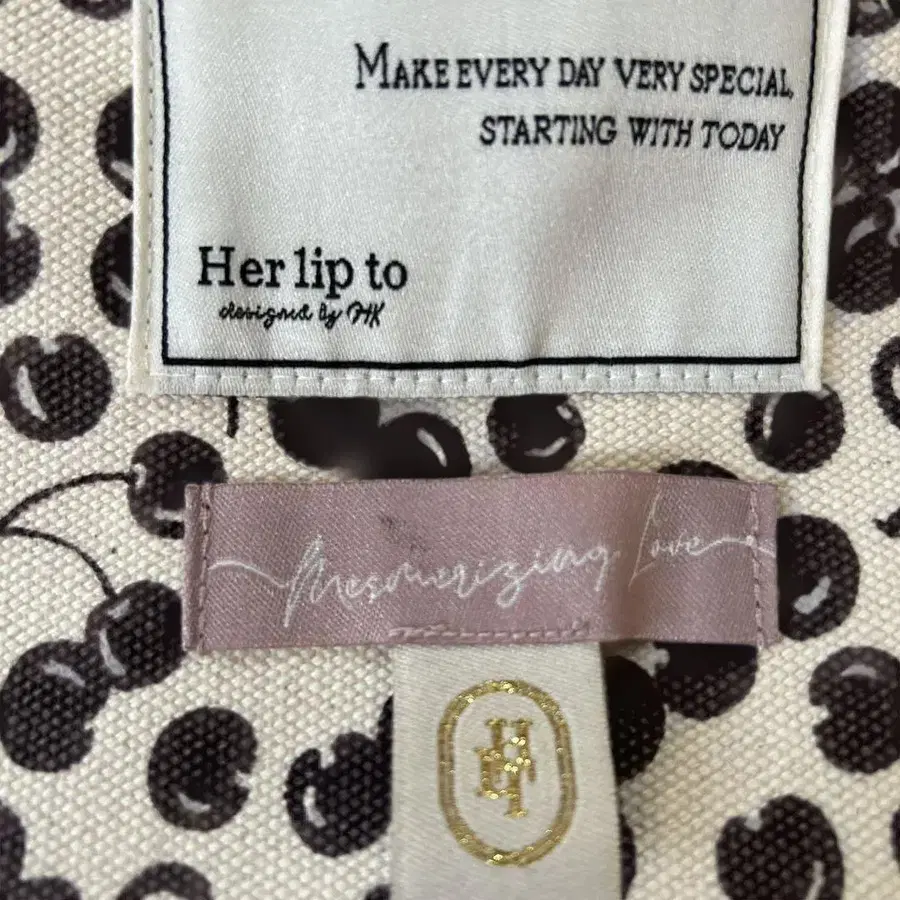 MAKE EVERY DAY VERY SPECIAL,
STARTING WITH TODAY
Her lip to
designed by HK
Mesmerizing Love